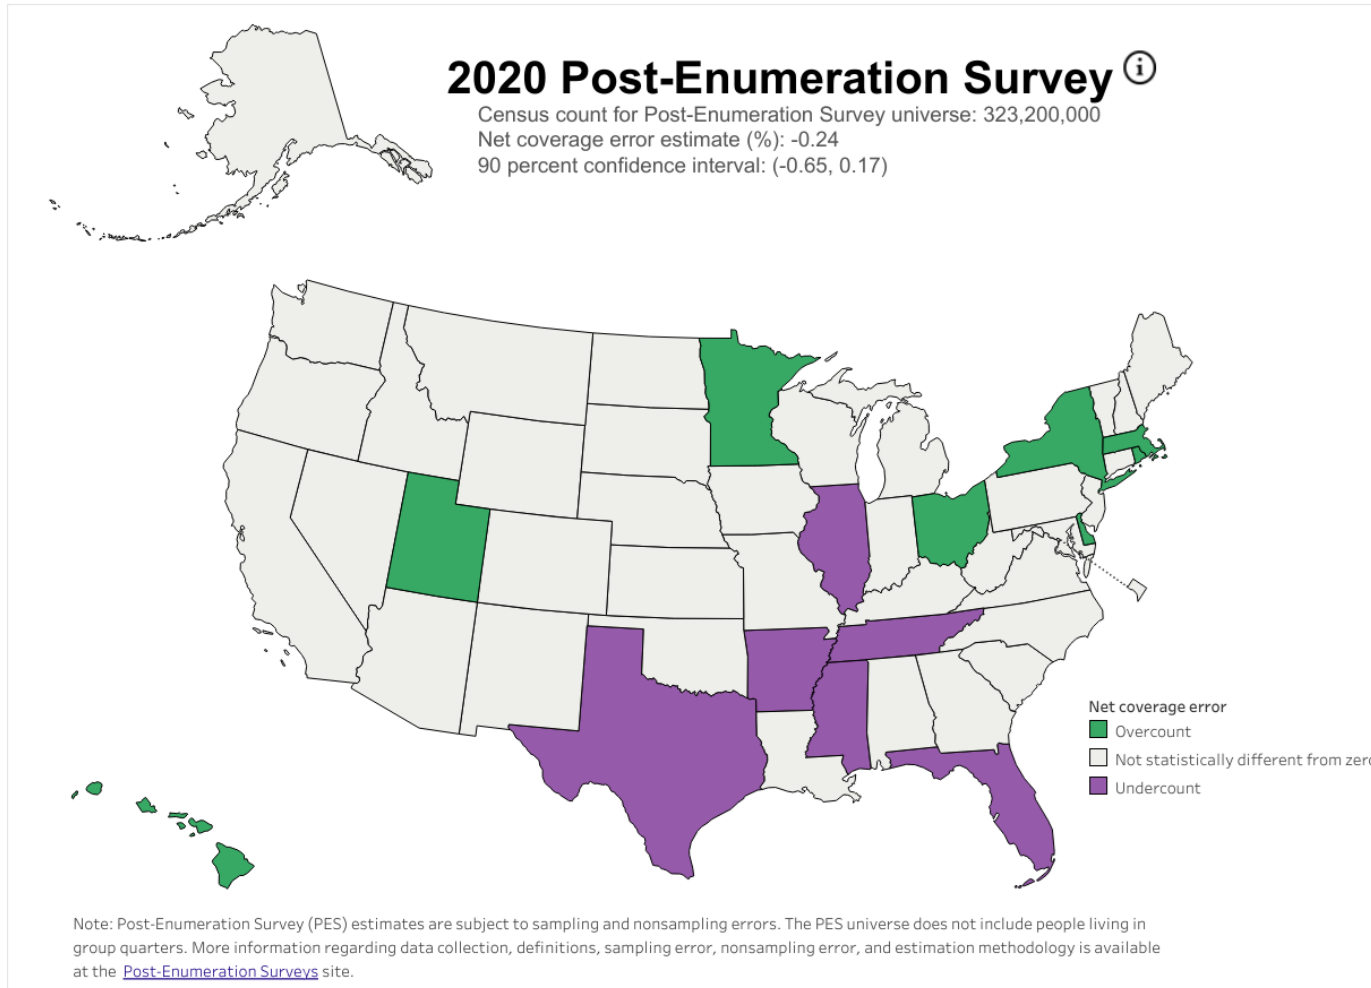 2020 Post-Enumeration Survey
Census count for Post-Enumeration Survey universe: 323,200,000
Net coverage error estimate (%): -0.24
90 percent confidence interval: (-0.65, 0.17)
Net coverage error
Overcount
Not statistically different from zero
Undercount
Note: Post-Enumeration Survey (PES) estimates are subject to sampling and nonsampling errors. The PES universe does not include people living in
group quarters. More information regarding data collection, definitions, sampling error, nonsampling error, and estimation methodology is available
at the Post-Enumeration Surveys site.